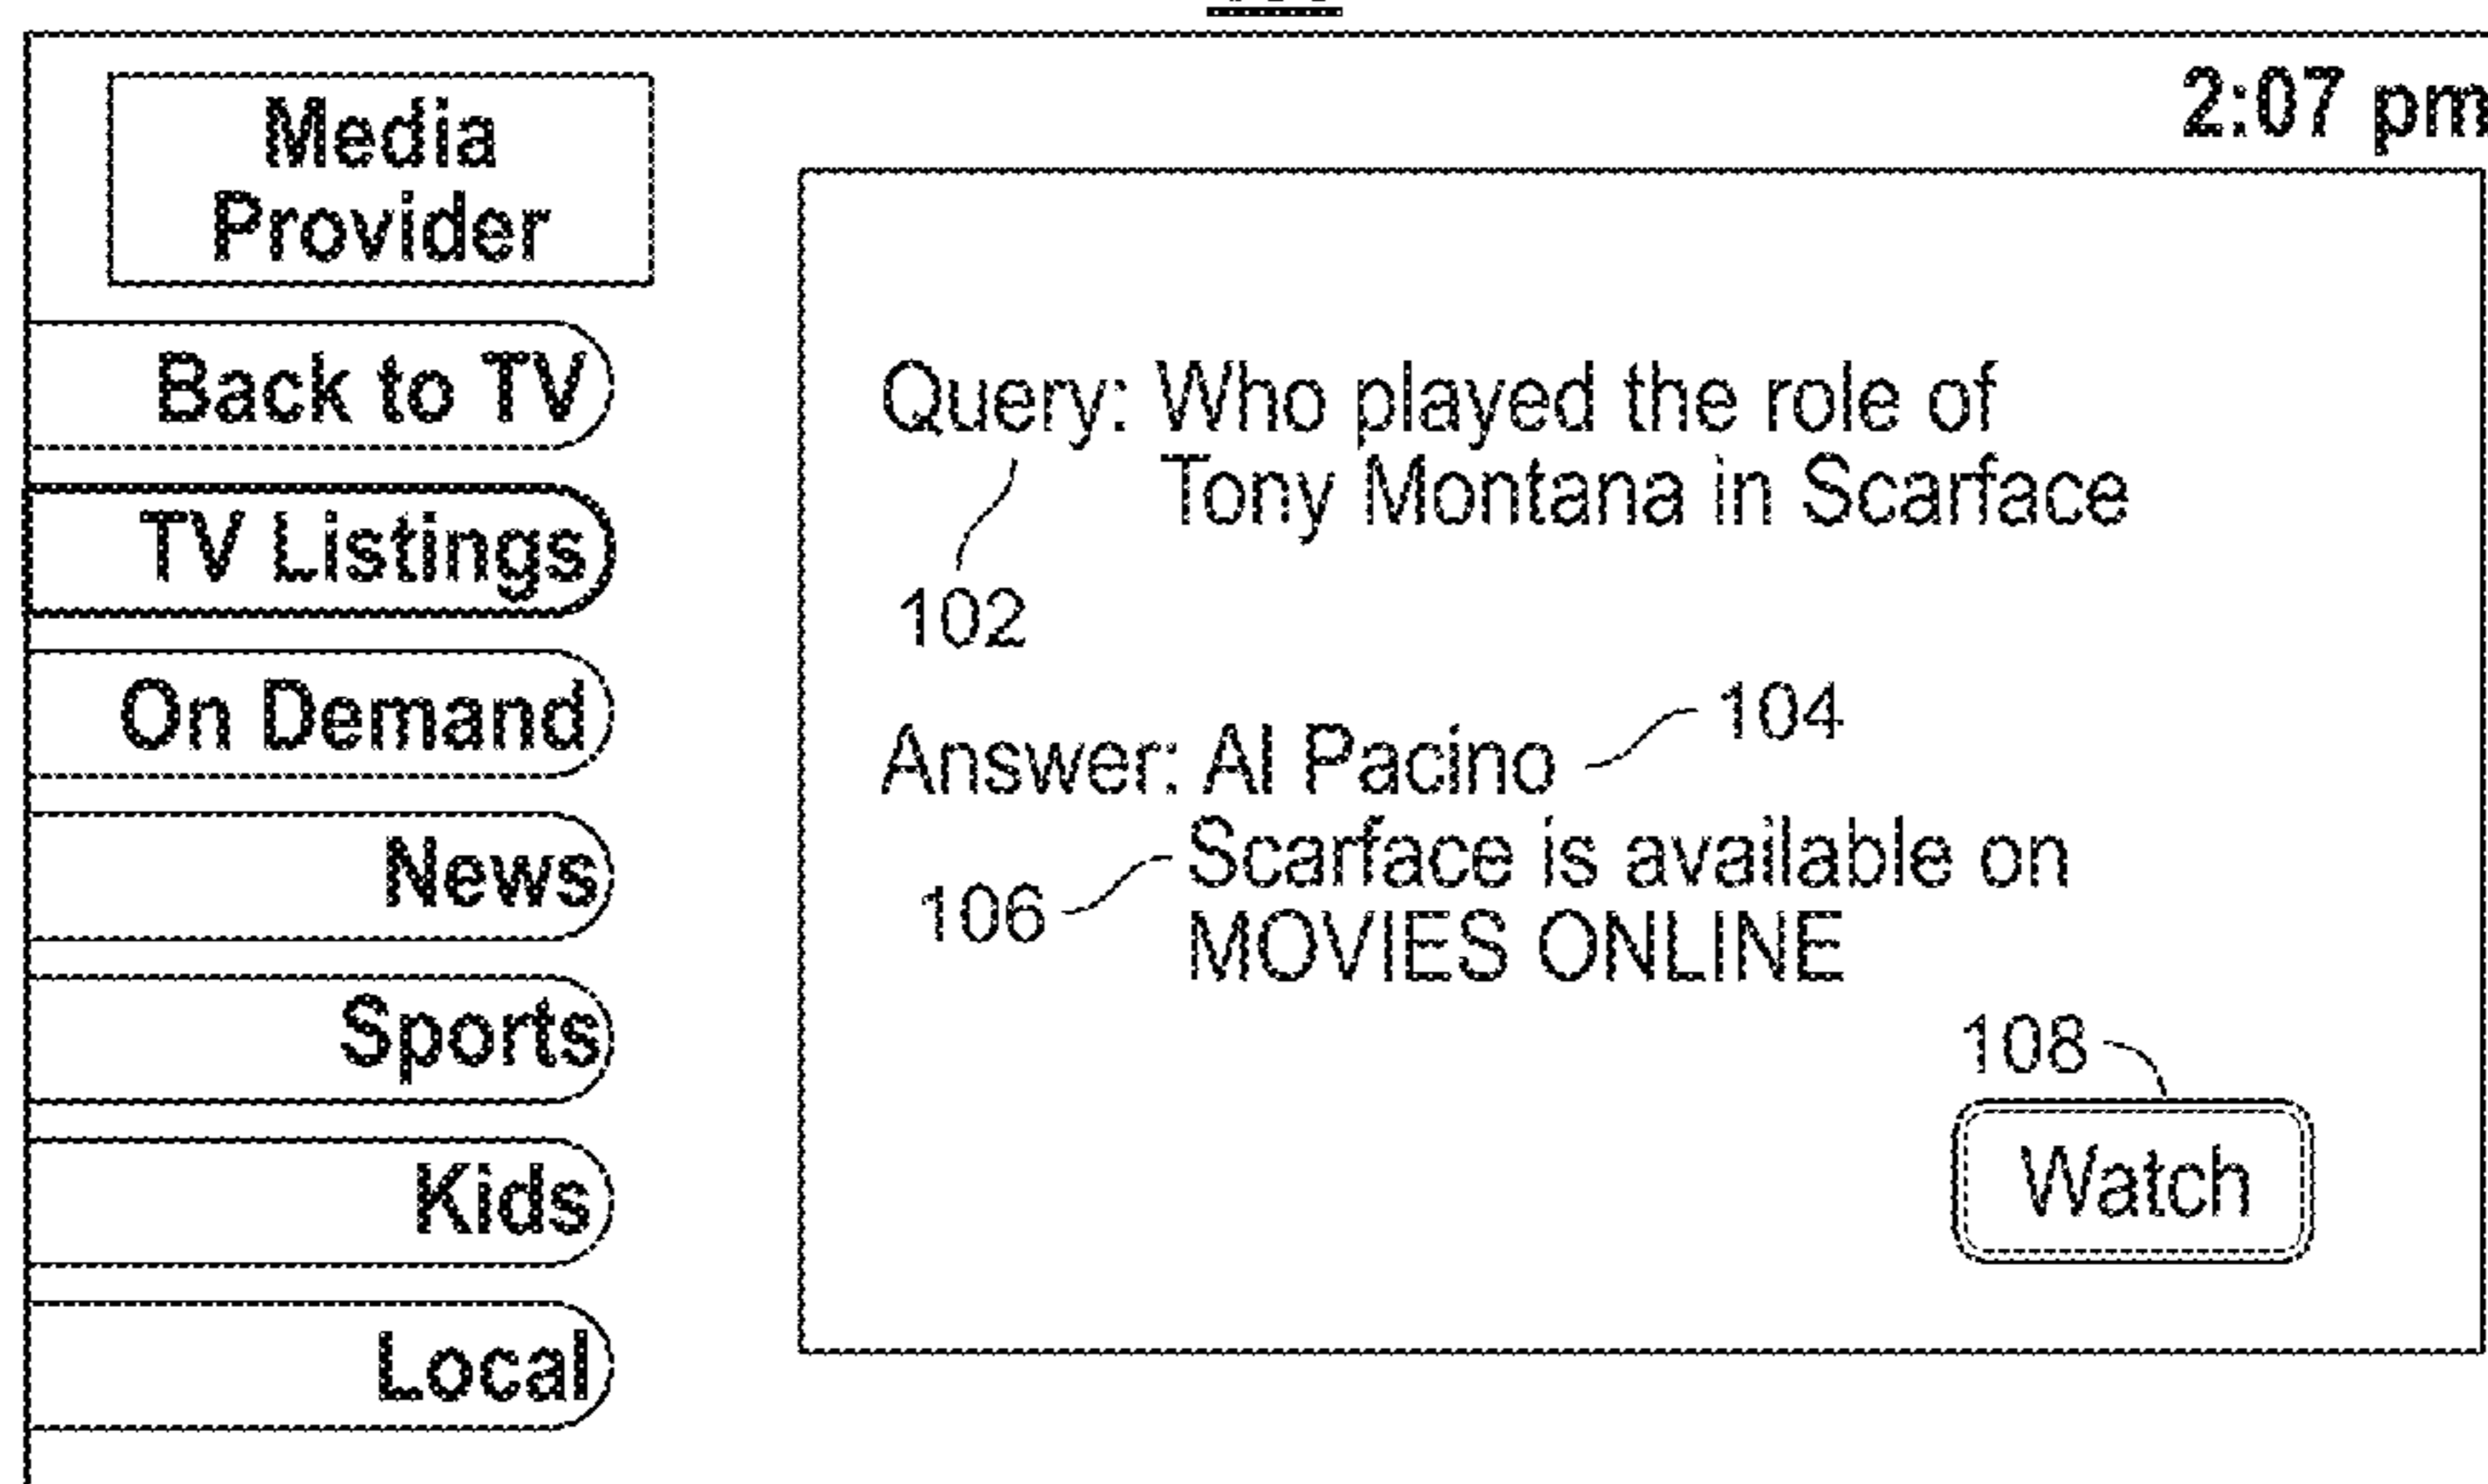 2:07 pm
Media
Provider
Back to TV
TV Listings
On Demand
News
Sports
Kids
Local
Query: Who played the role of
Tony Montana in Scarface
102
Answer: Al Pacino 104
Scarface is available on
106
MOVIES ONLINE
108
Watch